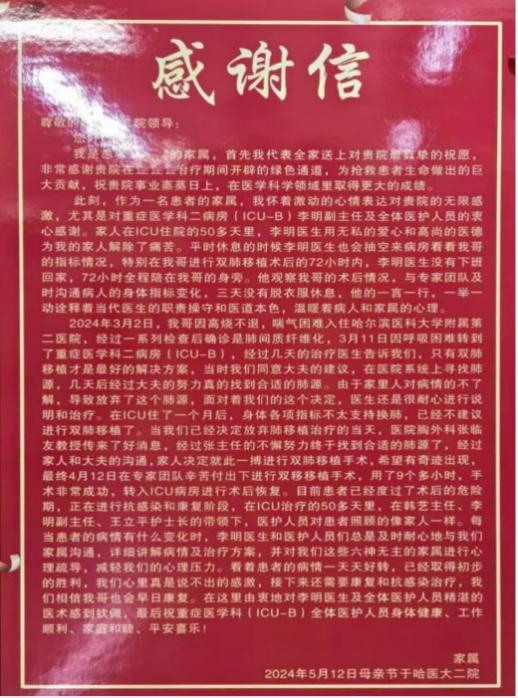 感谢信
尊敬的 院领导：
我是患 的家属，首先我代表全家送上对贵院最真挚的祝愿，
非常感谢贵院在 治疗期间开辟的绿色通道，为抢救患者生命做出的巨
大贡献，祝贵院事业蒸蒸日上，在医学科学领域里取得更大的成绩。
此刻，作为一名患者的家属，我怀着激动的心情表达对贵院的无限感
激，尤其是对重症医学科二病房（ICU-B）李明副主任及全体医护人员的衷
心感谢。家人在ICU住院的50多天里，李明医生用无私的爱心和高尚的医德
为我的家人解除了痛苦。平时休息的时候李明医生也会抽空来病房看看我哥
的指标情况，特别在我哥进行双肺移植术后的72小时内，李明医生没有下班
回家，72小时全程陪在我哥的身旁。他观察我哥的术后情况，与专家团队及
时沟通病人的身体指标变化，三天没有脱衣服休息，他的一言一行，一举一
动诠释着当代医生的职责操守和医道本色，温暖着病人和家属的心理。
2024年3月2日，我哥因高烧不退，喘气困难入住哈尔滨医科大学附属第
二医院，经过一系列检查后确诊是肺间质纤维化，3月11日因呼吸困难转到
了重症医学科二病房（ICU-B），经过几天的治疗医生告诉我们，只有双肺
移植才是最好的解决方案，当时我们同意大夫的建议，在医院系统上寻找肺
源，几天后经过大夫的努力真的找到合适的肺源。由于家里人对病情的不了
解，导致放弃了这个肺源，面对着我们的这个决定，医生还是很耐心进行说
明和治疗。在ICU住了一个月后，身体各项指标不太支持换肺，已经不建议
进行双肺移植了。当我们已经决定放弃肺移植治疗的当天，医院胸外科张临
友教授传来了好消息，经过张主任的不懈努力终于找到合适的肺源了，经过
家人和大夫的沟通，家人决定就此一搏进行双肺移植手术，希望有奇迹出现，
最终4月12日在专家团队辛苦付出下进行双移移植手术，用了9个多小时，手
术非常成功，转入ICU病房进行术后恢复。目前患者已经度过了术后的危险
期，正在进行抗感染和康复阶段，在ICU治疗的50多天里，在韩艺主任、李
明副主任、王立平护士长的带领下，医护人员对患者照顾的像家人一样。每
当患者的病情有什么变化时，李明医生和医护人员们总是及时耐心地与我们
家属沟通，详细讲解病情及治疗方案，并对我们这些六神无主的家属进行心
理疏导，减轻我们的心理压力。看着患者的病情一天天好转，已经取得初步
的胜利，我们心里真是说不出的感激，接下来还需要康复和抗感染治疗，我
们相信我哥也会早日康复。在这里由衷地对李明医生及全体医护人员精湛的
医术感到钦佩，最后祝重症医学科（ICU-B）全体医护人员身体健康、工作
顺利、家庭和睦、平安喜乐！
家属
2024年5月12日母亲节于哈医大二院